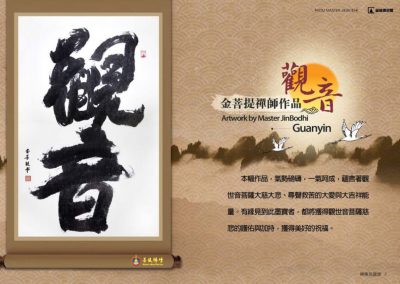 觀音
觀音
金菩提禪師作品
Artwork by Master JinBodhi
Guanyin
本幅作品，氣勢磅礴，一氣呵成，蘊含著觀
世音菩薩大慈大悲、尋聲救苦的大愛與大吉祥能
量。有緣見到此墨寶者，都將獲得觀世音菩薩慈
悲的護佑與加持，獲得美好的祝福。